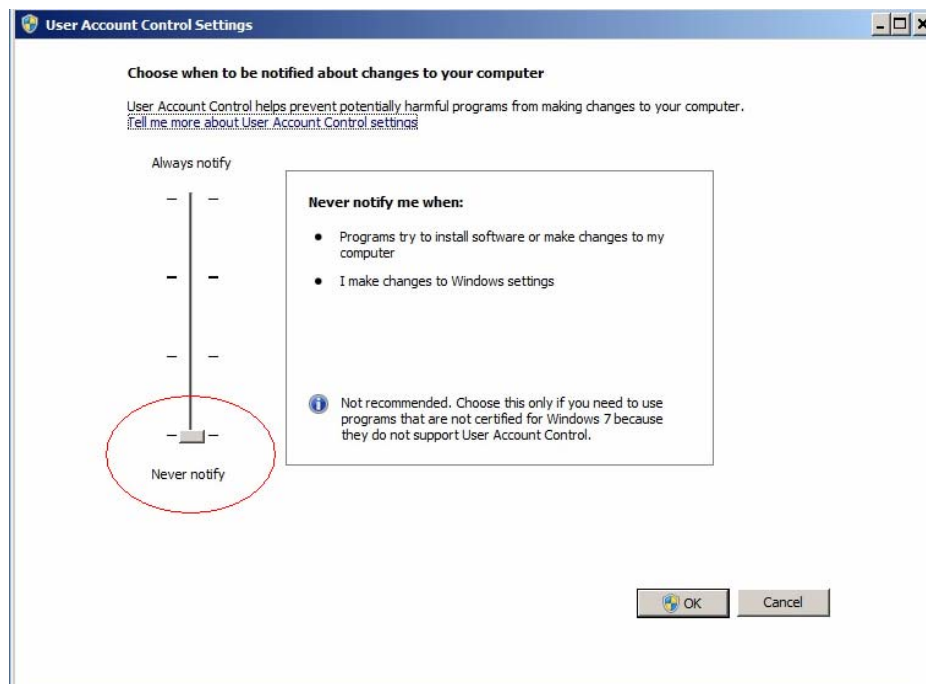 User Account Control Settings
Choose when to be notified about changes to your computer
User Account Control helps prevent potentially harmful programs from making changes to your computer.
Tell me more about User Account Control settings
Always notify
Never notify me when:
Programs try to install software or make changes to my
computer
I make changes to Windows settings
Not recommended. Choose this only if you need to use
programs that are not certified for Windows 7 because
they do not support User Account Control.
Never notify
OK
Cancel